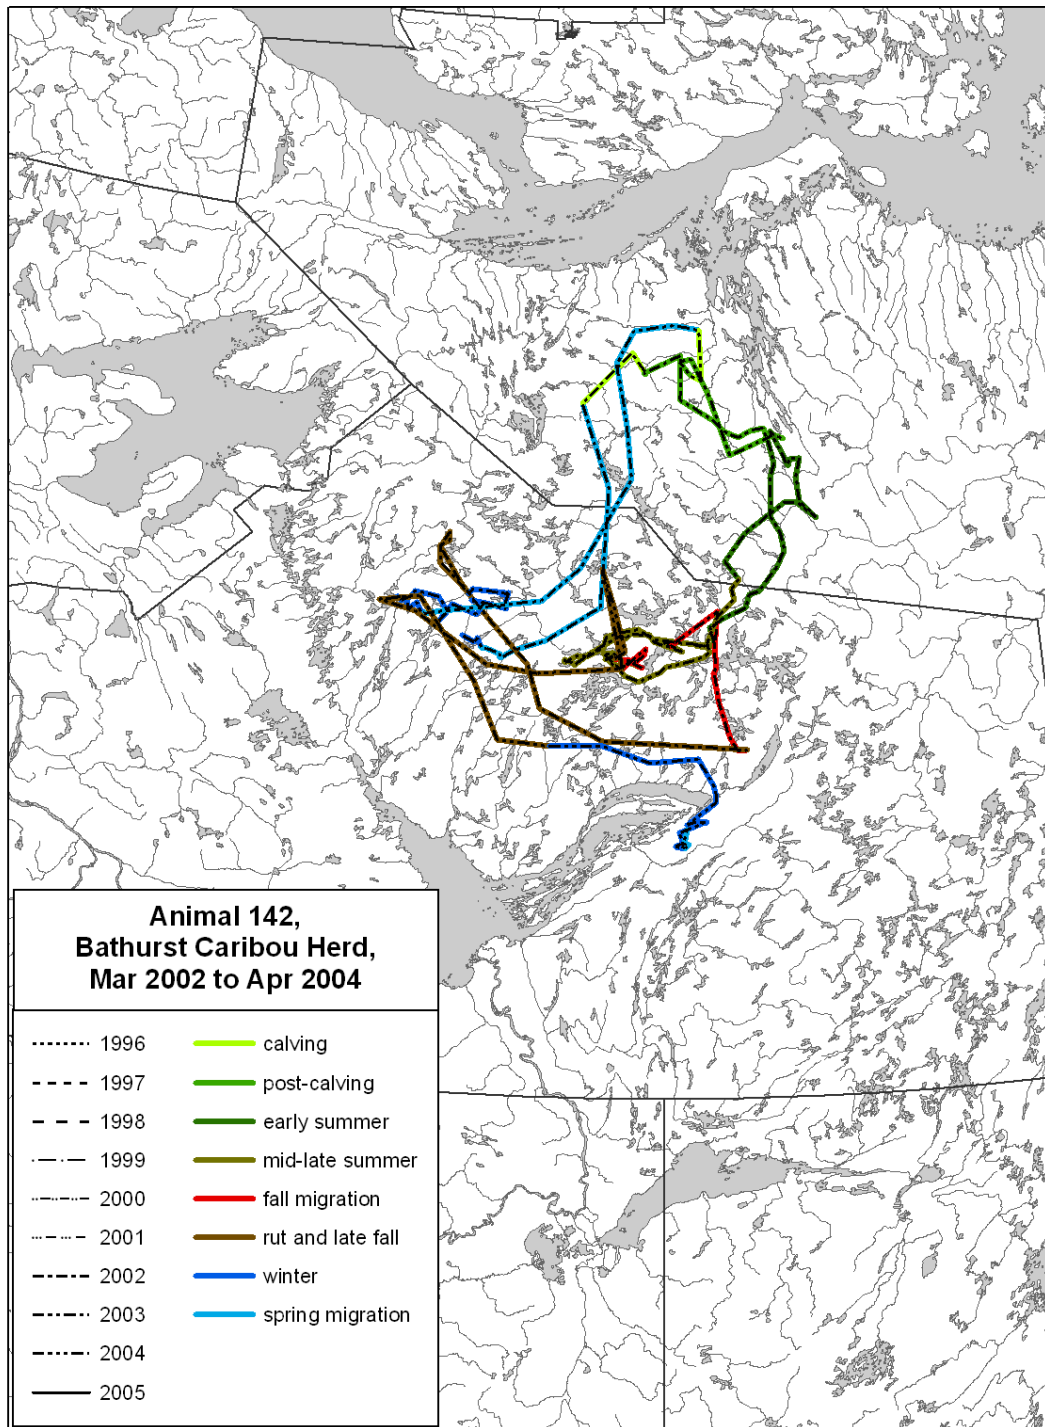 Animal 142,
Bathurst Caribou Herd,
Mar 2002 to Apr 2004
1996
1997
1998
1999
2000
2001
2002
2003
2004
2005
calving
post-calving
early summer
mid-late summer
fall migration
rut and late fall
winter
spring migration